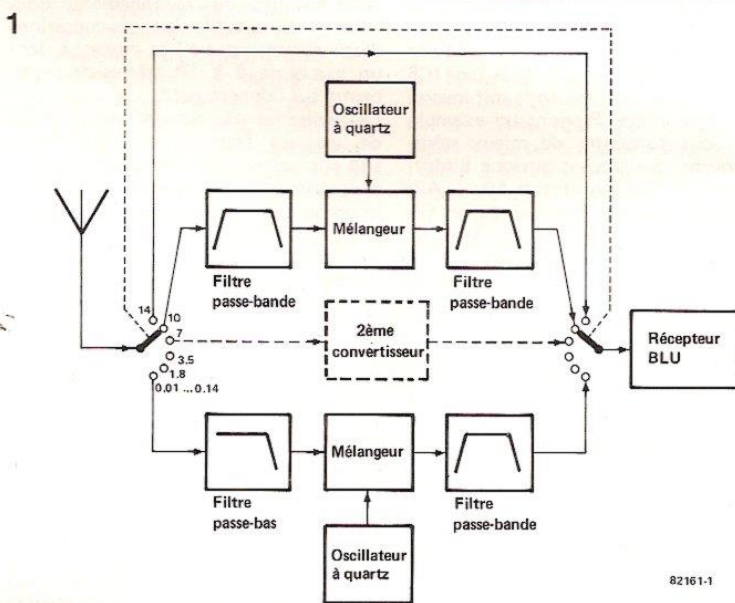 1
Oscillateur
à quartz
Mélangeur
Filtre
passe-bande
Filtre
passe-bande
14
10
7
3.5
1.8
0.01 ... 0.14
2ème
convertisseur
Récepteur
BLU
Mélangeur
Filtre
passe-bas
Filtre
passe-bande
Oscillateur
à quartz
82161-1